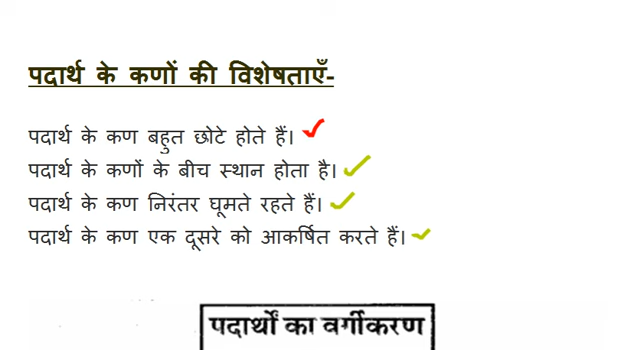 पदार्थ के कणों की विशेषताएँ-
पदार्थ के कण बहुत छोटे होते हैं।
पदार्थ के कणों के बीच स्थान होता है।
पदार्थ के कण निरंतर घूमते रहते हैं।
पदार्थ के कण एक दूसरे को आकर्षित करते हैं।
पदार्थों का वर्गीकरण